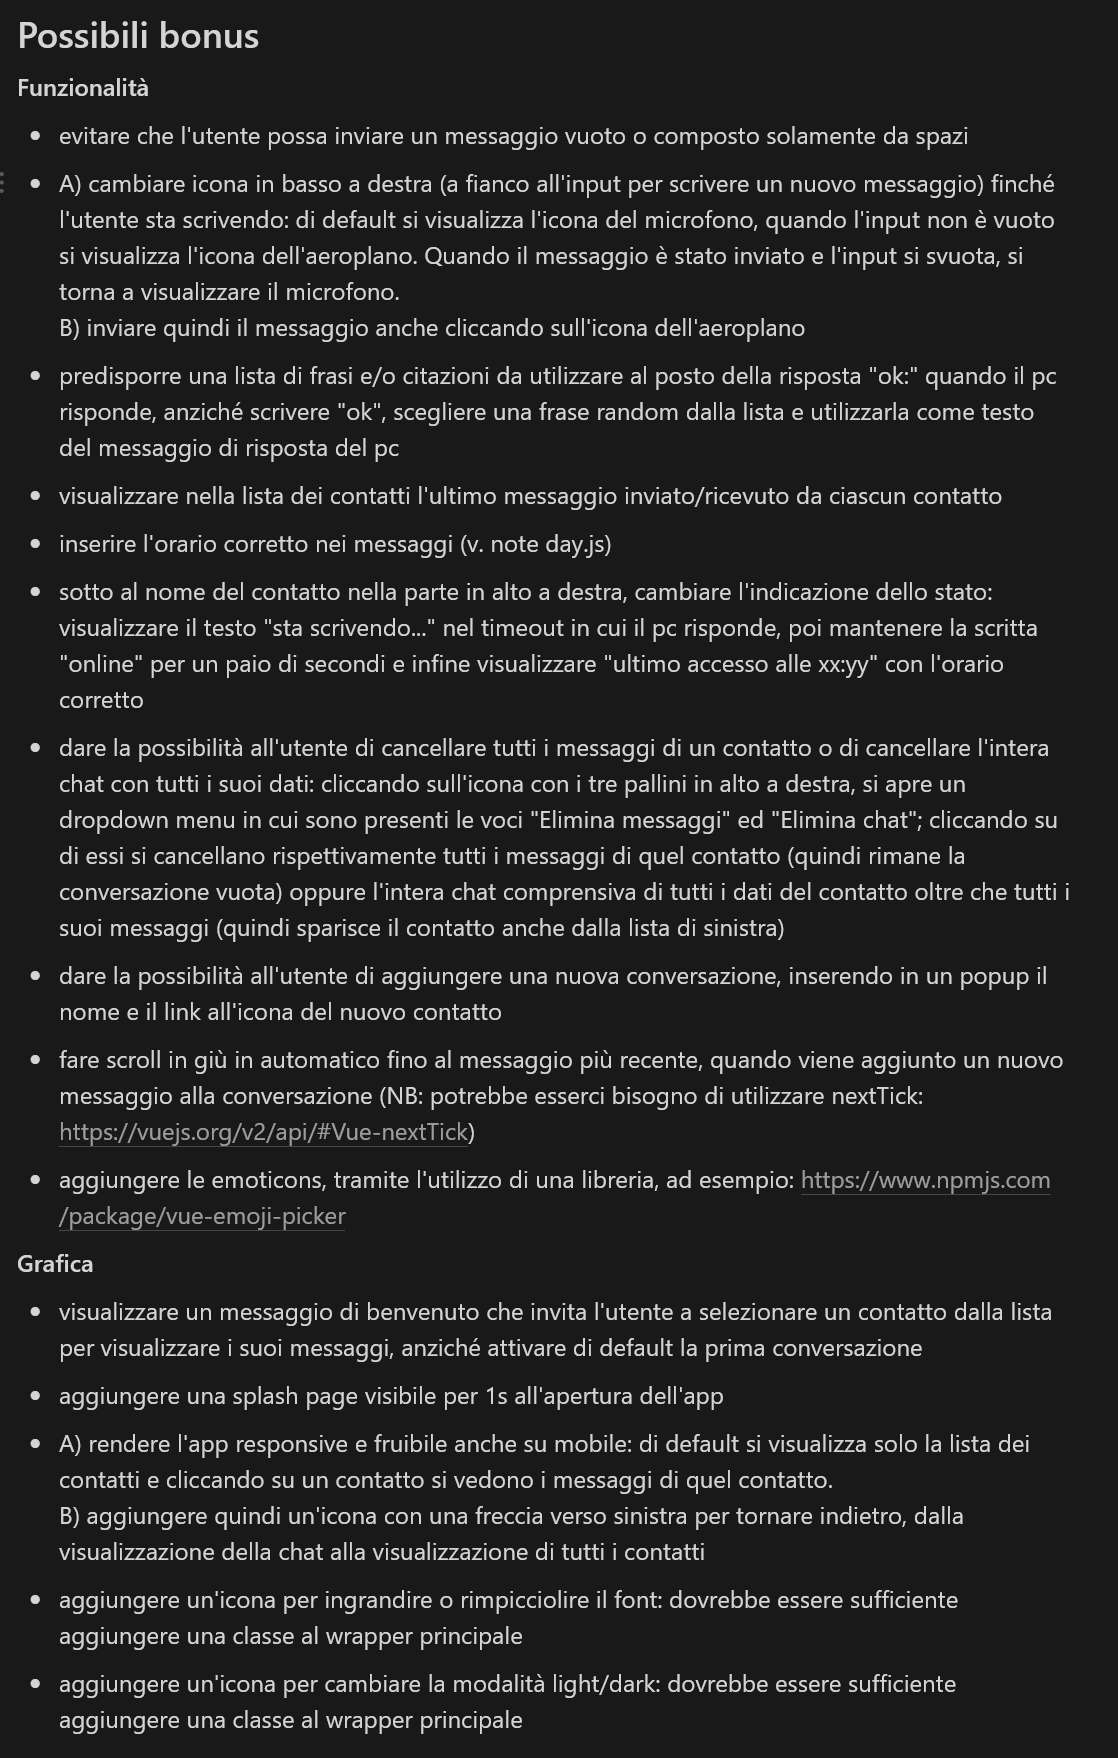 Possibili bonus
Funzionalità
evitare che l'utente possa inviare un messaggio vuoto o composto solamente da spazi
A) cambiare icona in basso a destra (a fianco all'input per scrivere un nuovo messaggio) finché
l'utente sta scrivendo: di default si visualizza l'icona del microfono, quando l'input non è vuoto
si visualizza l'icona dell'aeroplano. Quando il messaggio è stato inviato e l'input si svuota, si
torna a visualizzare il microfono.
B) inviare quindi il messaggio anche cliccando sull'icona dell'aeroplano
predisporre una lista di frasi e/o citazioni da utilizzare al posto della risposta "ok:" quando il pc
risponde, anziché scrivere "ok", scegliere una frase random dalla lista e utilizzarla come testo
del messaggio di risposta del pc
visualizzare nella lista dei contatti l'ultimo messaggio inviato/ricevuto da ciascun contatto
inserire l'orario corretto nei messaggi (v. note day.js)
sotto al nome del contatto nella parte in alto a destra, cambiare l'indicazione dello stato:
visualizzare il testo "sta scrivendo..." nel timeout in cui il pc risponde, poi mantenere la scritta
"online" per un paio di secondi e infine visualizzare "ultimo accesso alle xx:yy" con l'orario
corretto
dare la possibilità all'utente di cancellare tutti i messaggi di un contatto o di cancellare l'intera
chat con tutti i suoi dati: cliccando sull'icona con i tre pallini in alto a destra, si apre un
dropdown menu in cui sono presenti le voci "Elimina messaggi" ed "Elimina chat"; cliccando su
di essi si cancellano rispettivamente tutti i messaggi di quel contatto (quindi rimane la
conversazione vuota) oppure l'intera chat comprensiva di tutti i dati del contatto oltre che tutti i
suoi messaggi (quindi sparisce il contatto anche dalla lista di sinistra)
dare la possibilità all'utente di aggiungere una nuova conversazione, inserendo in un popup il
nome e il link all'icona del nuovo contatto
fare scroll in giù in automatico fino al messaggio più recente, quando viene aggiunto un nuovo
messaggio alla conversazione (NB: potrebbe esserci bisogno di utilizzare nextTick:
https://vuejs.org/v2/api/#Vue-nextTick)
aggiungere le emoticons, tramite l'utilizzo di una libreria, ad esempio: https://www.npmjs.com
/package/vue-emoji-picker
Grafica
visualizzare un messaggio di benvenuto che invita l'utente a selezionare un contatto dalla lista
per visualizzare i suoi messaggi, anziché attivare di default la prima conversazione
aggiungere una splash page visibile per 1s all'apertura dell'app
A) rendere l'app responsive e fruibile anche su mobile: di default si visualizza solo la lista dei
contatti e cliccando su un contatto si vedono i messaggi di quel contatto.
B) aggiungere quindi un'icona con una freccia verso sinistra per tornare indietro, dalla
visualizzazione della chat alla visualizzazione di tutti i contatti
aggiungere un'icona per ingrandire o rimpicciolire il font: dovrebbe essere sufficiente
aggiungere una classe al wrapper principale
aggiungere un'icona per cambiare la modalità light/dark: dovrebbe essere sufficiente
aggiungere una classe al wrapper principale